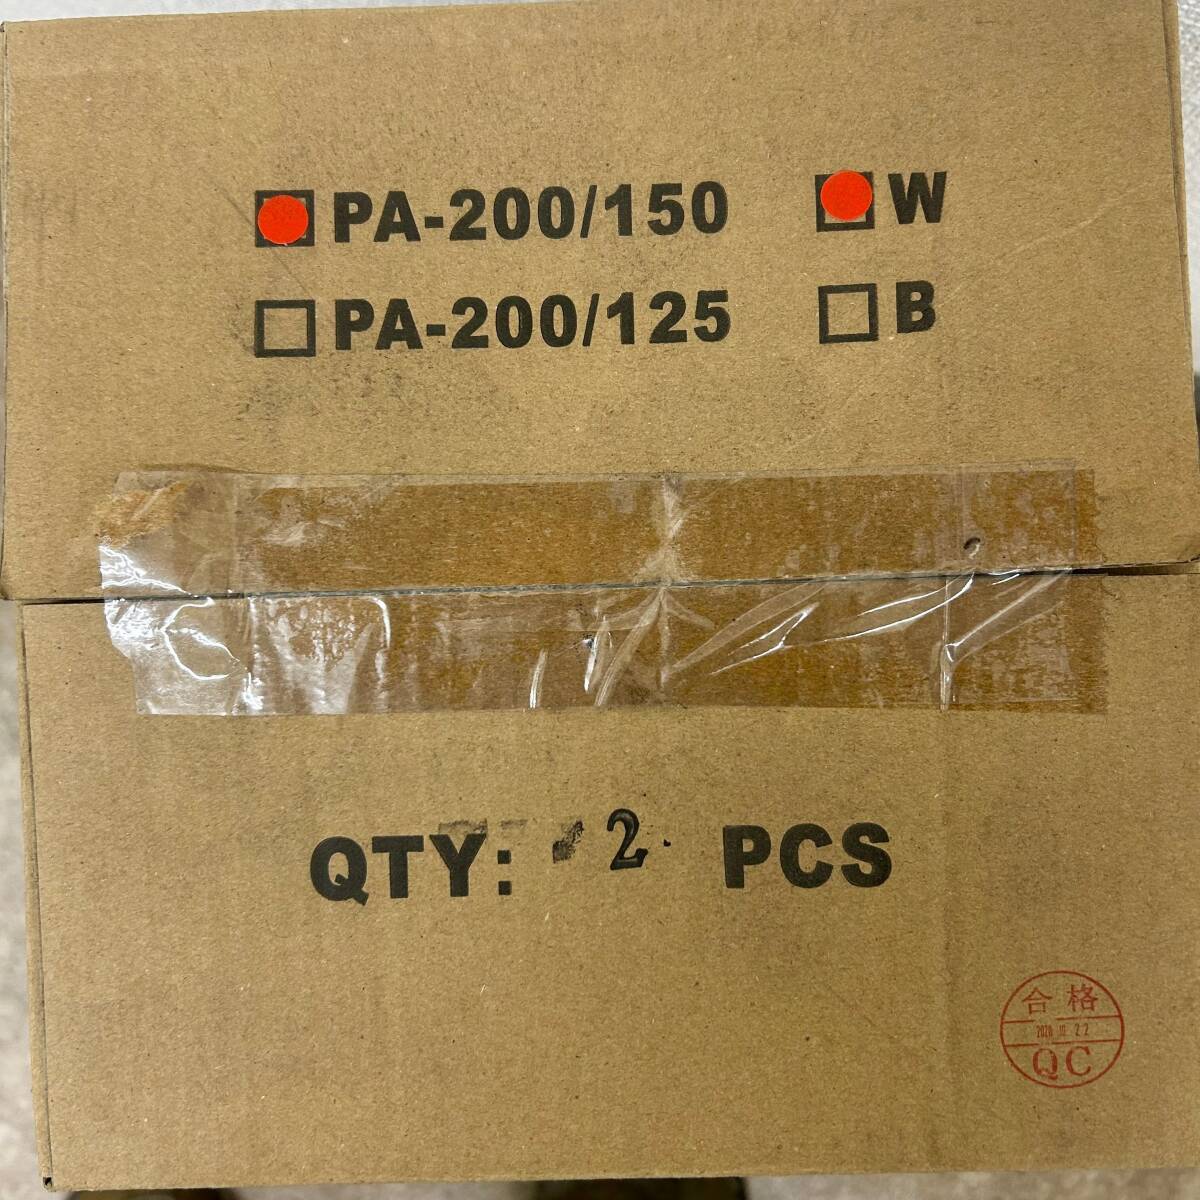 PA-200/150 W
PA-200/125 B
QTY: 2 PCS
合格
QC